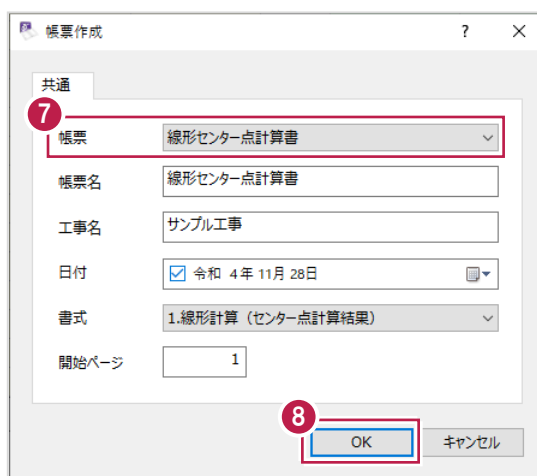 帳票作成
?
×
共通
7
帳票 線形センター点計算書
帳票名 線形センター点計算書
工事名 サンプル工事
日付 令和 4年 11月 28日
書式 1.線形計算（センター点計算結果）
開始ページ 1
8
OK キャンセル